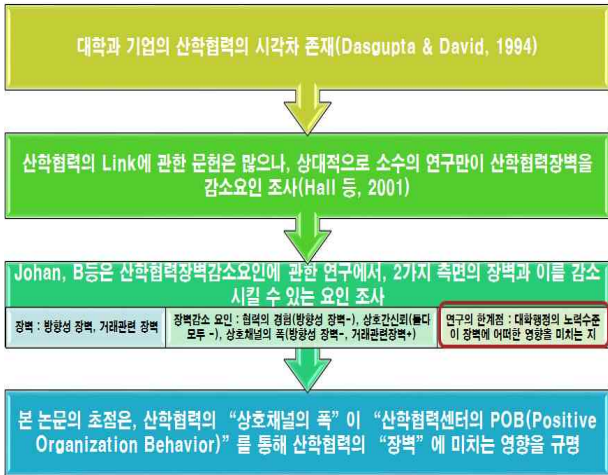 대학과 기업의 산학협력의 시각차 존재(Dasgupta & David, 1994)
산학협력의 Link에 관한 문헌은 많으나, 상대적으로 소수의 연구만이 산학협력장벽을
감소요인 조사(Hall 등, 2001)
Johan, B등은 산학협력장벽감소요인에 관한 연구에서, 2가지 측면의 장벽과 이를 감소
시킬 수 있는 요인 조사
장벽 : 방향성 장벽, 거래관련 장벽
장벽감소 요인 : 협력의 경험(방향성 장벽-), 상호간신뢰(둘다
모두 -), 상호채널의 폭(방향성 장벽-, 거래관련장벽+)
연구의 한계점 : 대학행정의 노력수준
이 장벽에 어떠한 영향을 미치는 지
본 논문의 초점은, 산학협력의 “상호채널의 폭” 이 “산학협력센터의 POB(Positive
Organization Behavior)” 를 통해 산학협력의 “장벽” 에 미치는 영향을 규명